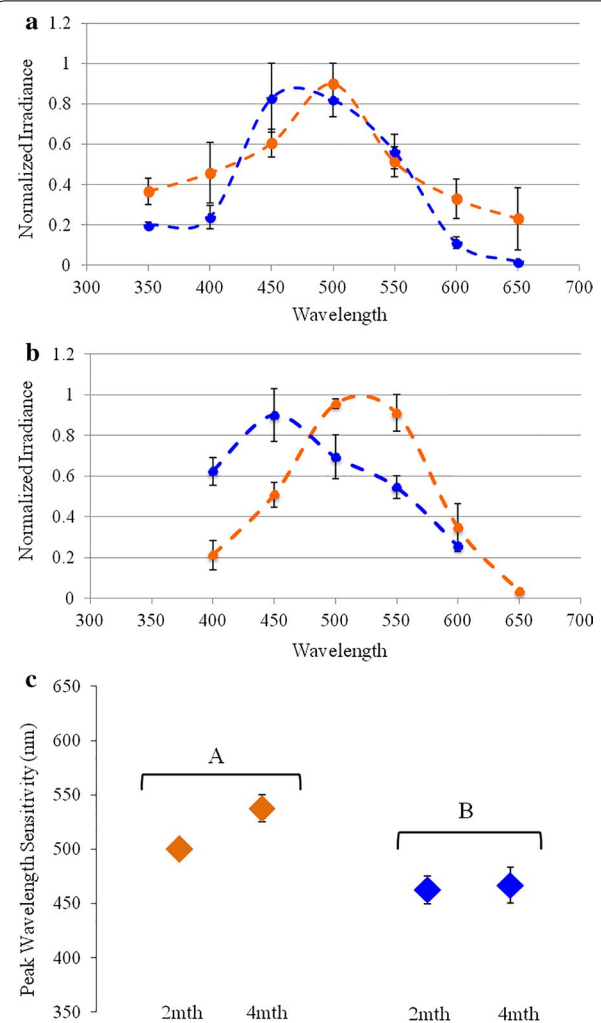 a
1.2
1
0.8
0.6
0.4
0.2
0
Normalized Irradiance
300 350 400 450 500 550 600 650 700
Wavelength
b
1.2
1
0.8
0.6
0.4
0.2
0
Normalized Irradiance
300 350 400 450 500 550 600 650 700
Wavelength
c
650
600
550
500
450
400
350
Peak Wavelength Sensitivity (nm)
A
B
2mth 4mth 2mth 4mth